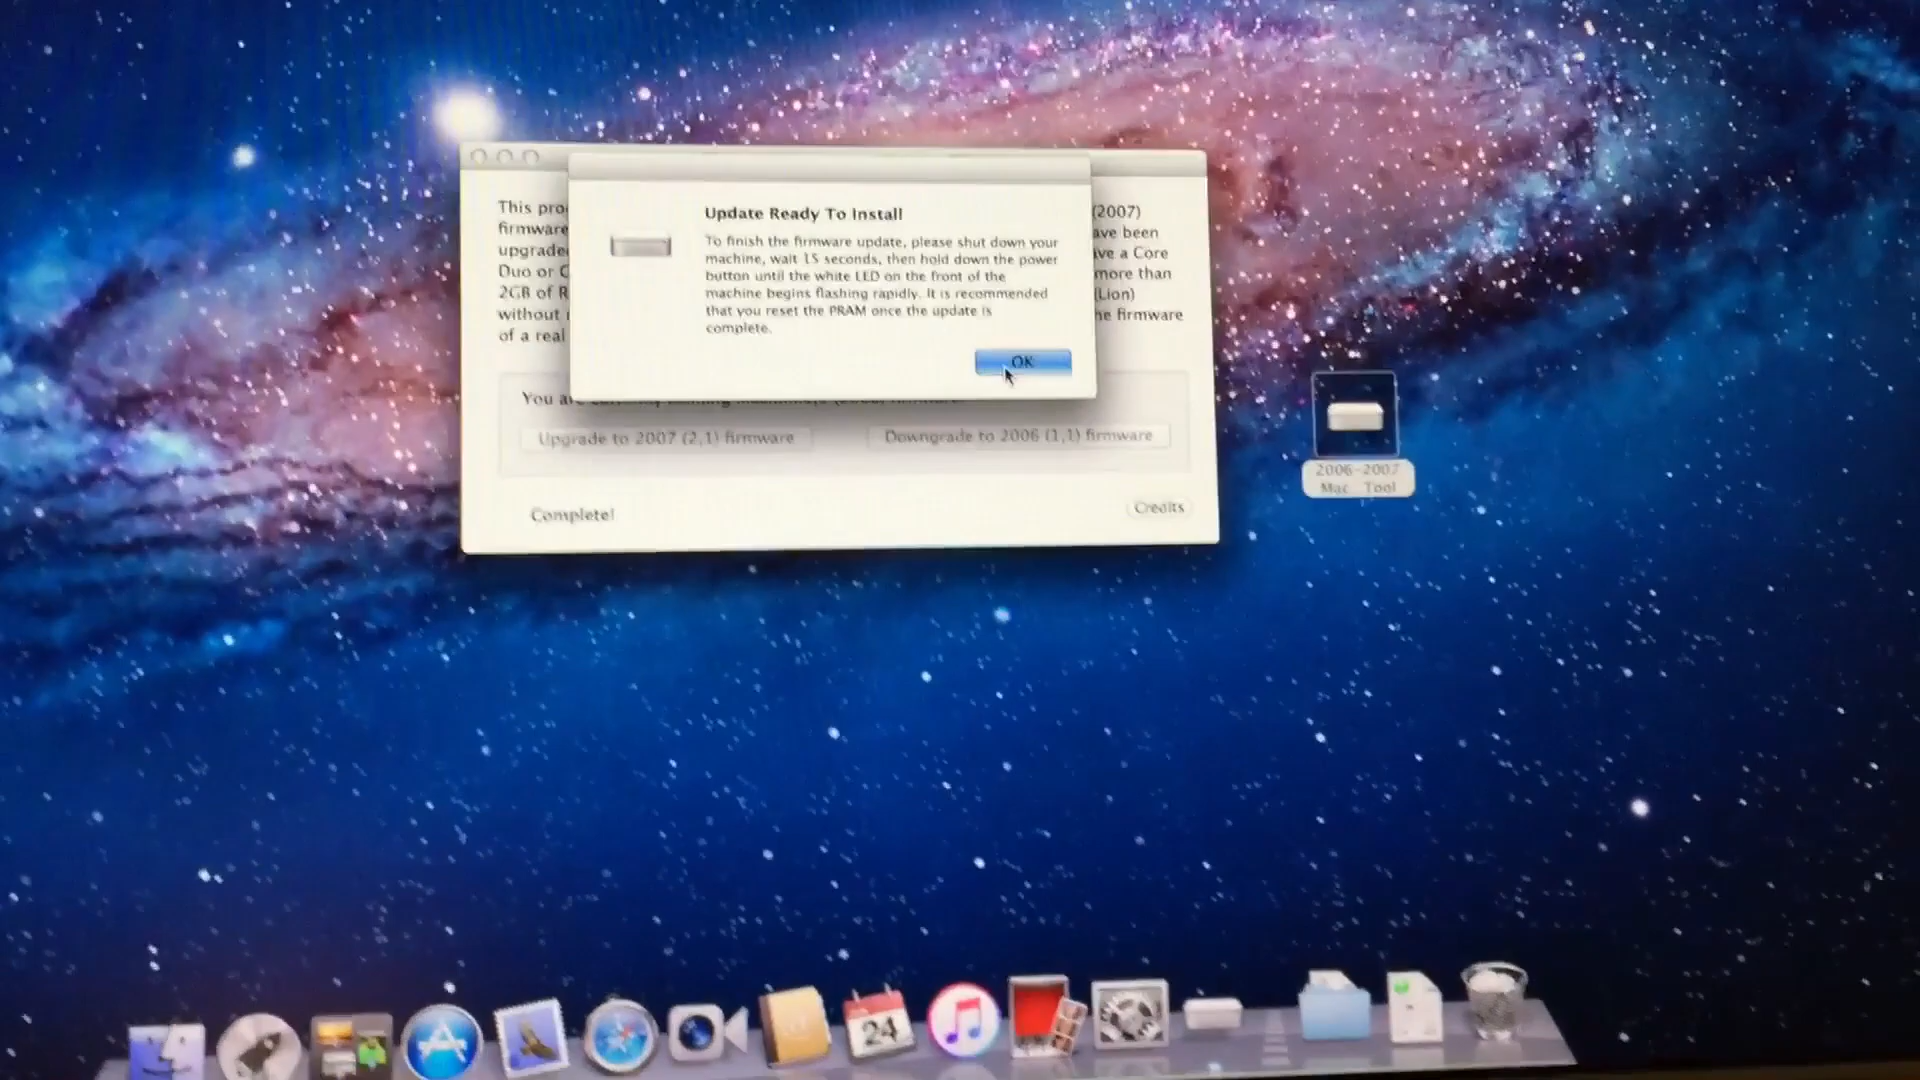 This pro
firmware
upgrade
Duo or C
2GB of R
without
of a real
Update Ready To Install
To finish the firmware update, please shut down your
machine, wait 15 seconds, then hold down the power
button until the white LED on the front of the
machine begins flashing rapidly. It is recommended
that you reset the PRAM once the update is
complete.
OK
(2007)
ave been
ave a Core
more than
(Lion)
he firmware
You are
Upgrade to 2007 (2,1) firmware
Downgrade to 2006 (1,1) firmware
Complete!
Credits
2006-2007
Mac Tool
24